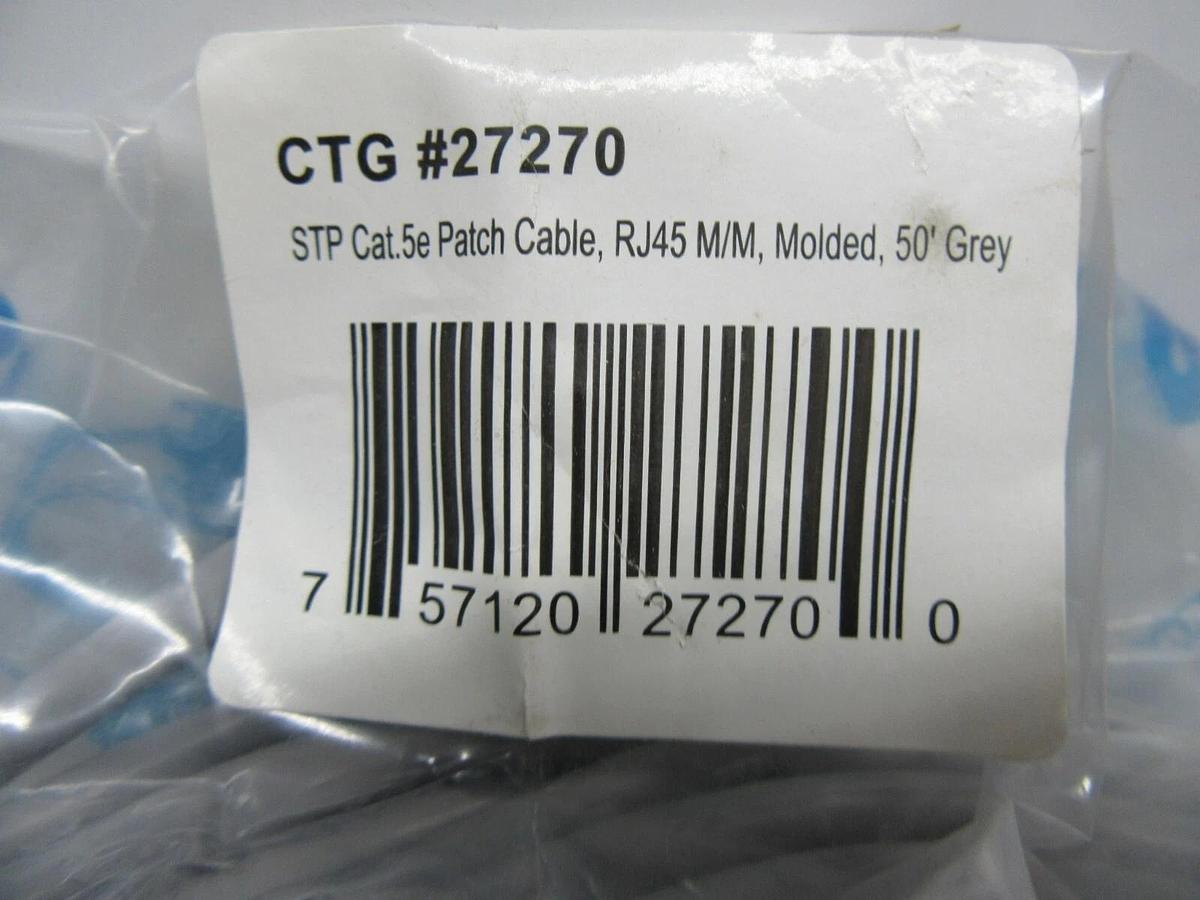 CTG #27270
STP Cat.5e Patch Cable, RJ45 M/M, Molded, 50' Grey
7 57120 27270 0